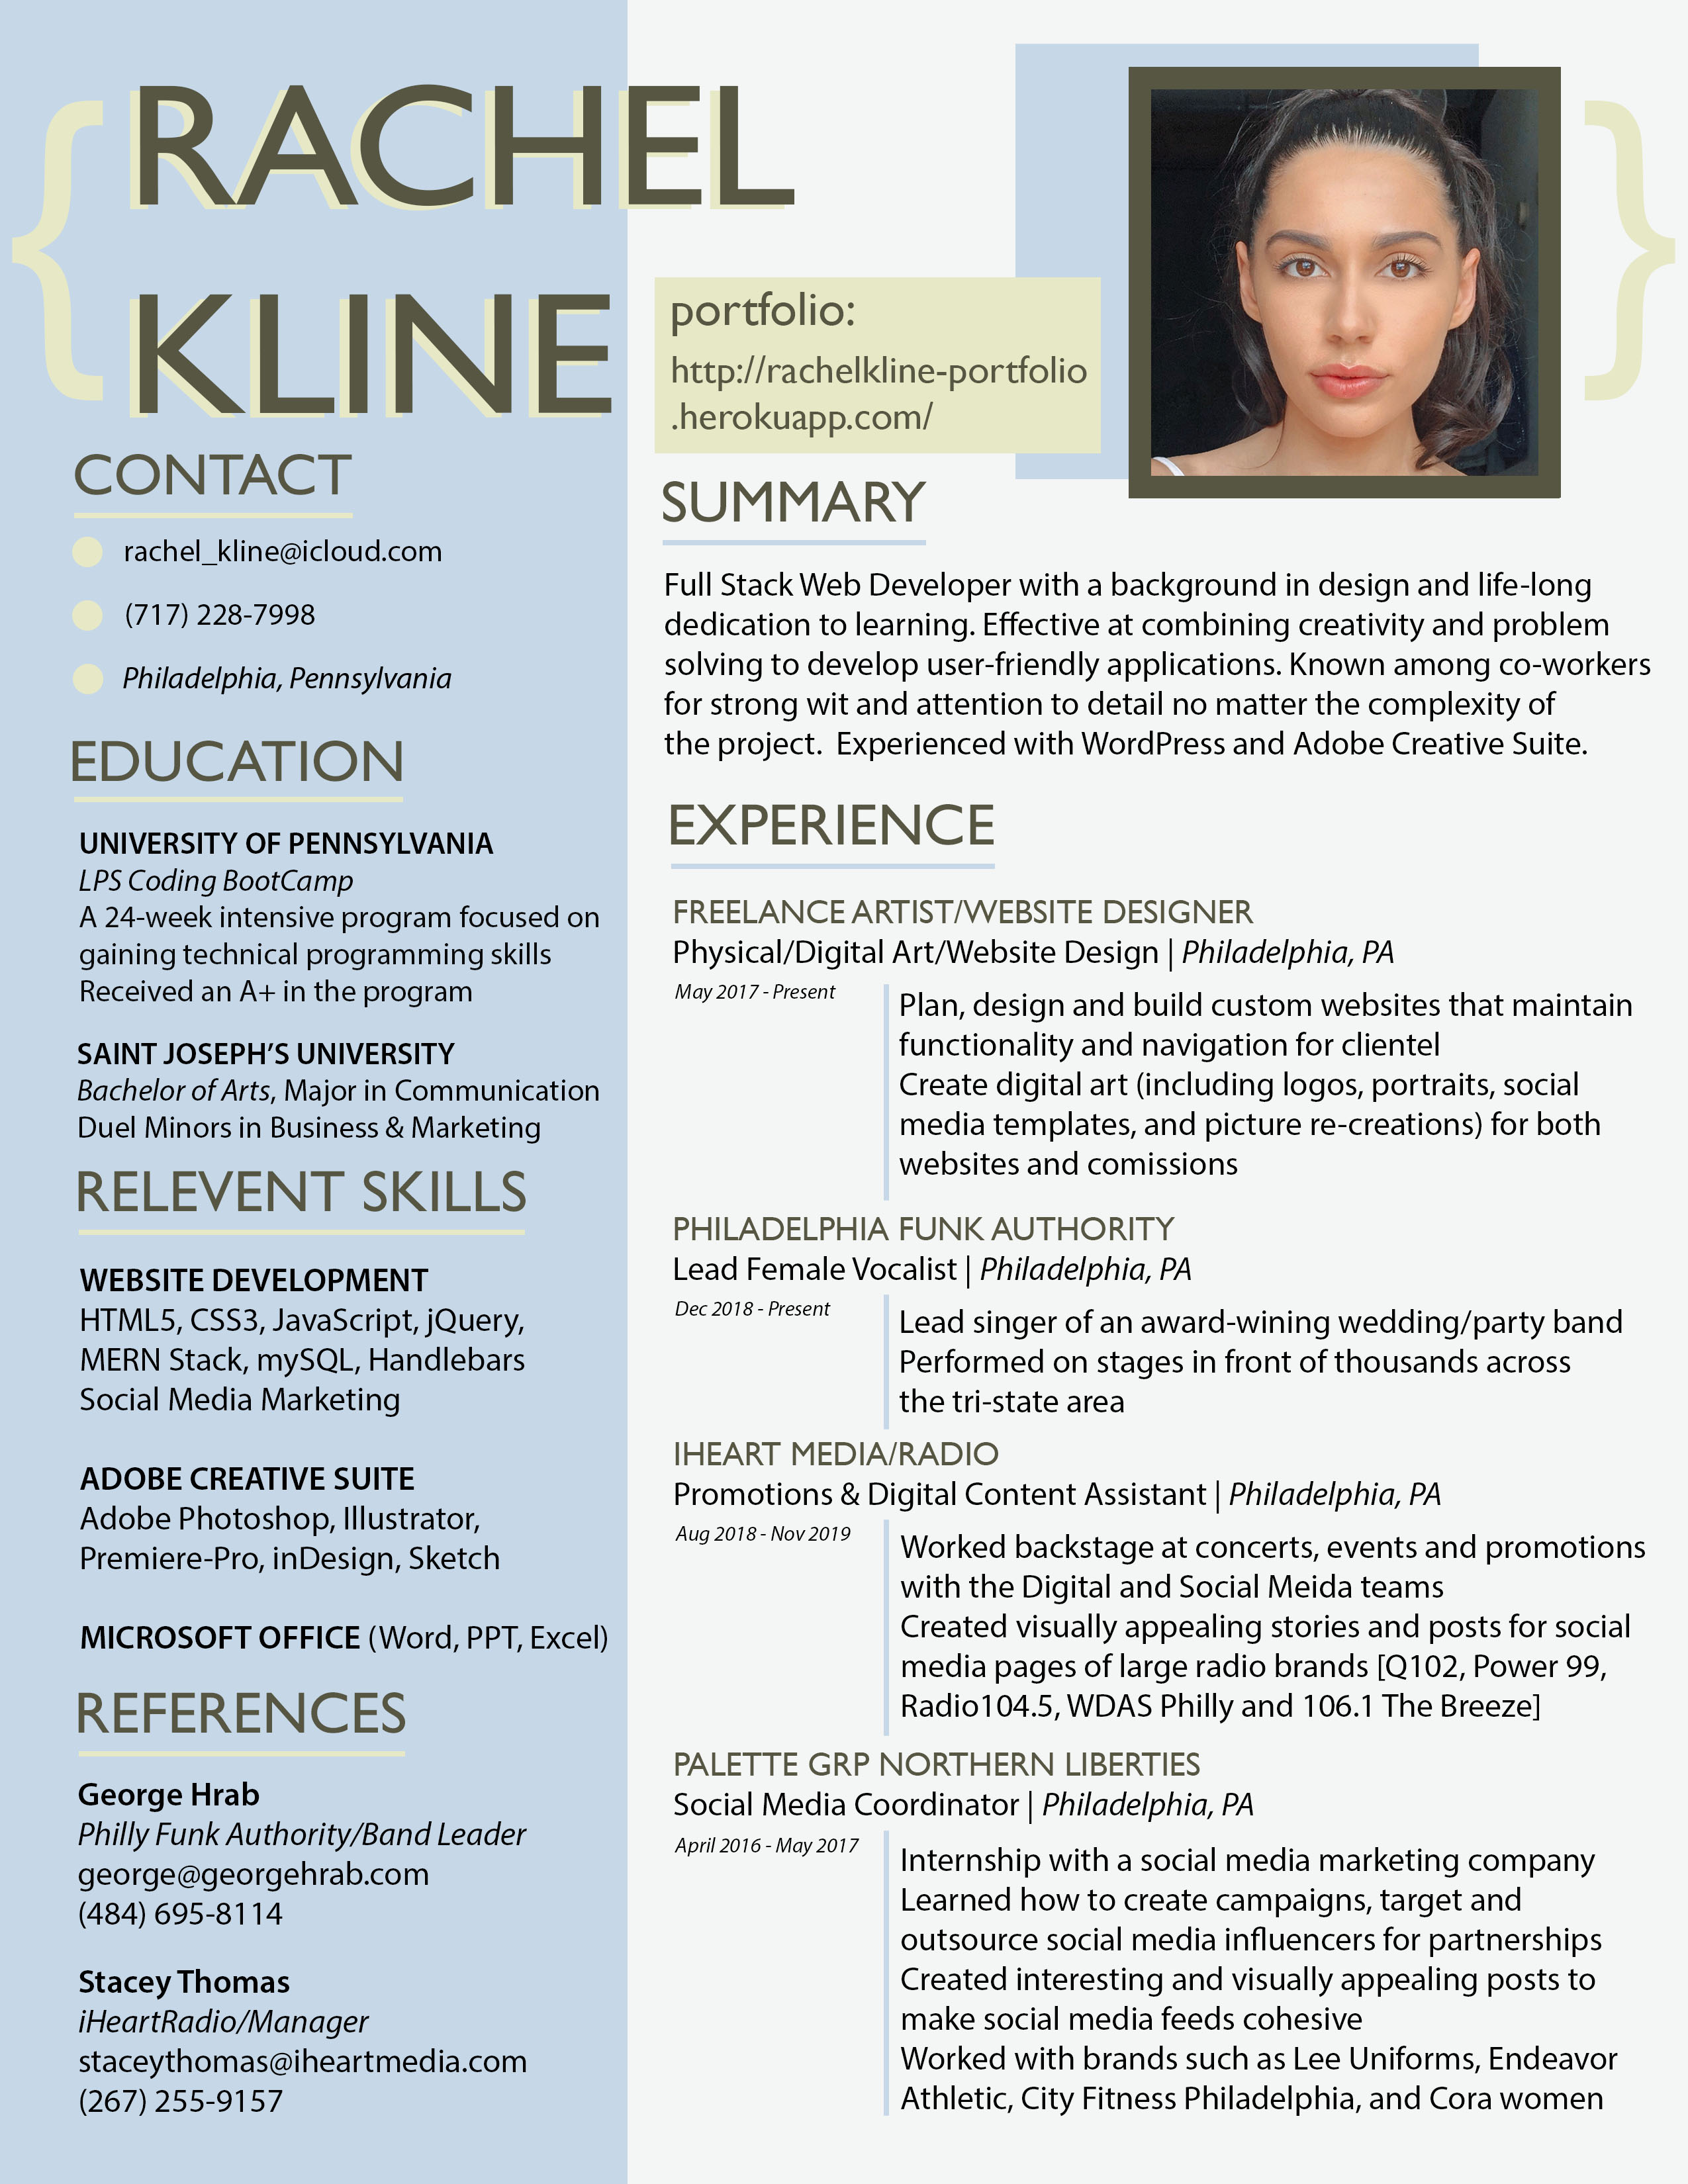 { RACHEL
KLINE }
portfolio:
http://rachelkline-portfolio
.herokuapp.com/
CONTACT
rachel_kline@icloud.com
(717) 228-7998
Philadelphia, Pennsylvania
EDUCATION
UNIVERSITY OF PENNSYLVANIA
LPS Coding BootCamp
A 24-week intensive program focused on
gaining technical programming skills
Received an A+ in the program
SAINT JOSEPH’S UNIVERSITY
Bachelor of Arts, Major in Communication
Duel Minors in Business & Marketing
RELEVENT SKILLS
WEBSITE DEVELOPMENT
HTML5, CSS3, JavaScript, jQuery,
MERN Stack, mySQL, Handlebars
Social Media Marketing
ADOBE CREATIVE SUITE
Adobe Photoshop, Illustrator,
Premiere-Pro, inDesign, Sketch
MICROSOFT OFFICE (Word, PPT, Excel)
REFERENCES
George Hrab
Philly Funk Authority/Band Leader
george@georgehrab.com
(484) 695-8114
Stacey Thomas
iHeartRadio/Manager
staceythomas@iheartmedia.com
(267) 255-9157
SUMMARY
Full Stack Web Developer with a background in design and life-long
dedication to learning. Effective at combining creativity and problem
solving to develop user-friendly applications. Known among co-workers
for strong wit and attention to detail no matter the complexity of
the project.  Experienced with WordPress and Adobe Creative Suite.
EXPERIENCE
FREELANCE ARTIST/WEBSITE DESIGNER
Physical/Digital Art/Website Design | Philadelphia, PA
May 2017 - Present
Plan, design and build custom websites that maintain
functionality and navigation for clientel
Create digital art (including logos, portraits, social
media templates, and picture re-creations) for both
websites and comissions
PHILADELPHIA FUNK AUTHORITY
Lead Female Vocalist | Philadelphia, PA
Dec 2018 - Present
Lead singer of an award-wining wedding/party band
Performed on stages in front of thousands across
the tri-state area
IHEART MEDIA/RADIO
Promotions & Digital Content Assistant | Philadelphia, PA
Aug 2018 - Nov 2019
Worked backstage at concerts, events and promotions
with the Digital and Social Meida teams
Created visually appealing stories and posts for social
media pages of large radio brands [Q102, Power 99,
Radio104.5, WDAS Philly and 106.1 The Breeze]
PALETTE GRP NORTHERN LIBERTIES
Social Media Coordinator | Philadelphia, PA
April 2016 - May 2017
Internship with a social media marketing company
Learned how to create campaigns, target and
outsource social media influencers for partnerships
Created interesting and visually appealing posts to
make social media feeds cohesive
Worked with brands such as Lee Uniforms, Endeavor
Athletic, City Fitness Philadelphia, and Cora women